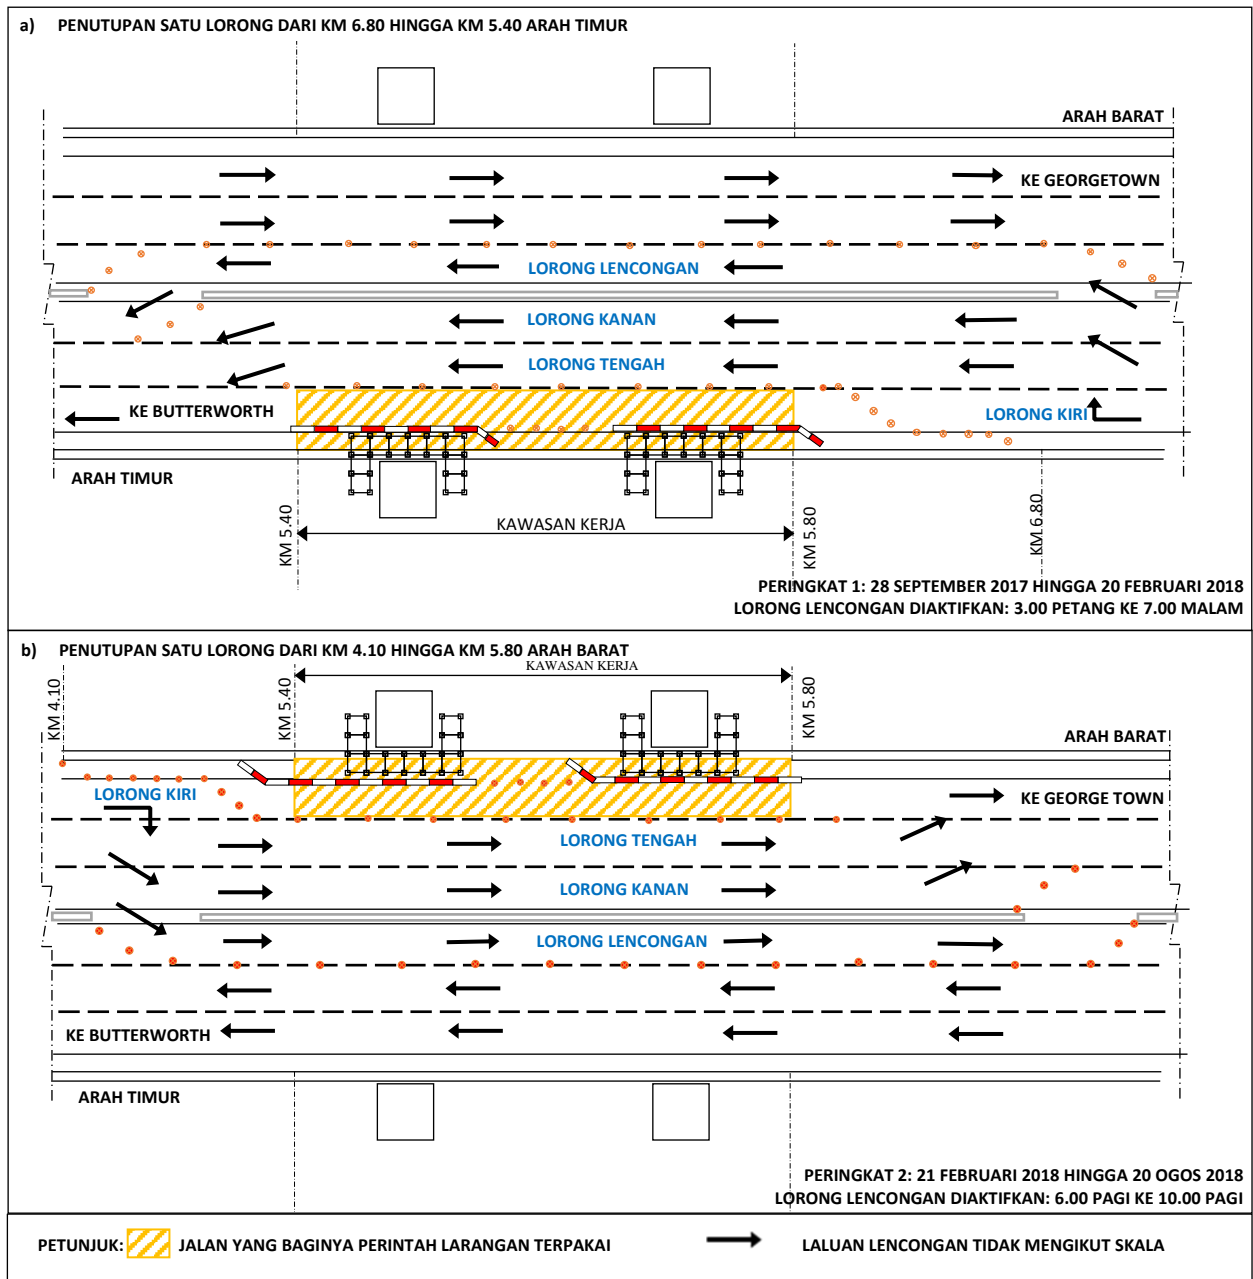 a) PENUTUPAN SATU LORONG DARI KM 6.80 HINGGA KM 5.40 ARAH TIMUR
ARAH BARAT
KE GEORGETOWN
LORONG LENCONGAN
LORONG KANAN
LORONG TENGAH
KE BUTTERWORTH
LORONG KIRI
ARAH TIMUR
KM 5.40
KAWASAN KERJA
KM 5.80
KM 6.80
PERINGKAT 1: 28 SEPTEMBER 2017 HINGGA 20 FEBRUARI 2018
LORONG LENCONGAN DIAKTIFKAN: 3.00 PETANG KE 7.00 MALAM
b) PENUTUPAN SATU LORONG DARI KM 4.10 HINGGA KM 5.80 ARAH BARAT
KAWASAN KERJA
KM 4.10
KM 5.40
KM 5.80
ARAH BARAT
LORONG KIRI
KE GEORGE TOWN
LORONG TENGAH
LORONG KANAN
LORONG LENCONGAN
KE BUTTERWORTH
ARAH TIMUR
PERINGKAT 2: 21 FEBRUARI 2018 HINGGA 20 OGOS 2018
LORONG LENCONGAN DIAKTIFKAN: 6.00 PAGI KE 10.00 PAGI
PETUNJUK: JALAN YANG BAGINYA PERINTAH LARANGAN TERPAKAI LALUAN LENCONGAN TIDAK MENGIKUT SKALA